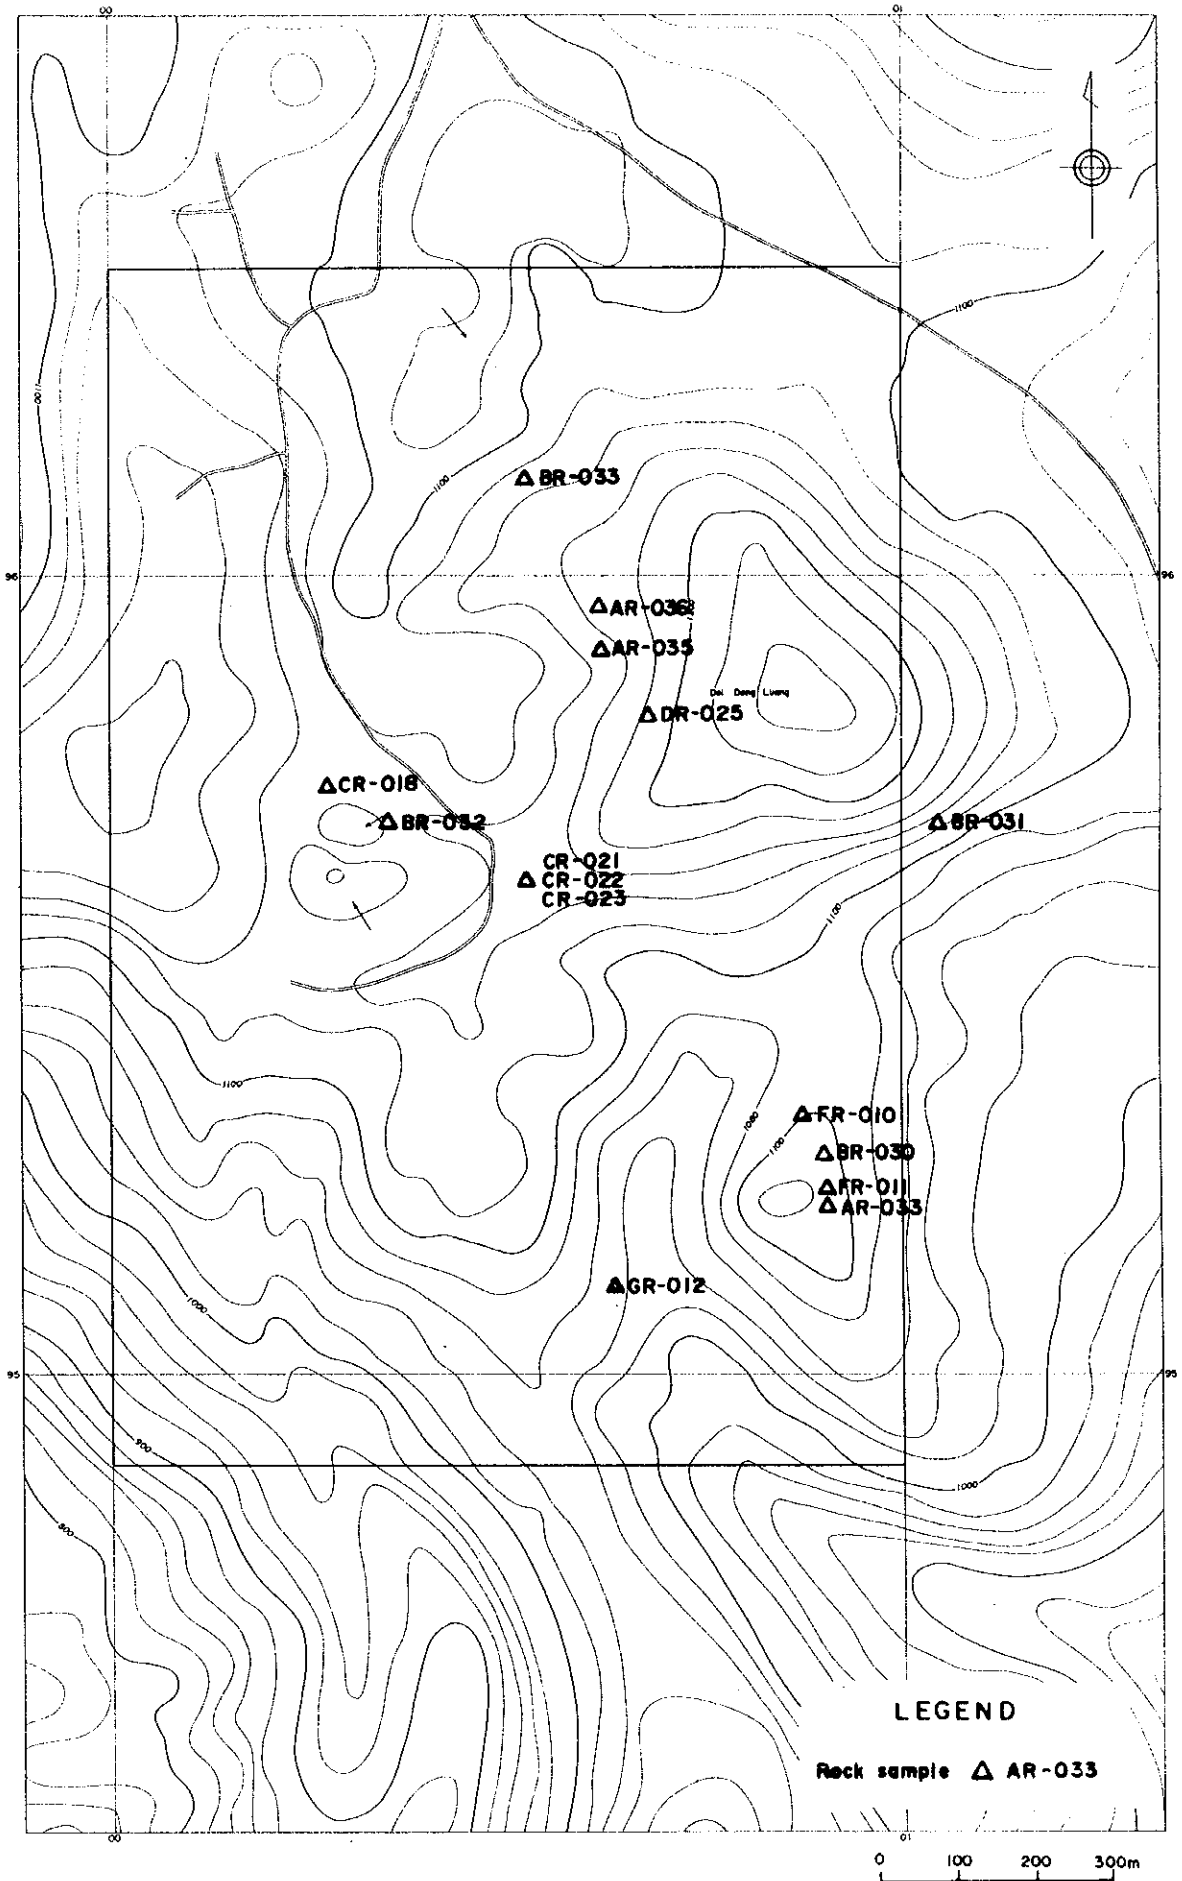 00
01
1100
1100
1100
BR-033
96
96
AR-036
AR-035
Doi Dong Luang
DR-025
CR-018
BR-032
BR-031
CR-021
CR-022
CR-023
1100
1100
1080
FR-010
1100
BR-030
FR-011
AR-033
GR-012
1000
95
95
900
1000
800
LEGEND
Rock sample △ AR-033
00
01
0 100 200 300m